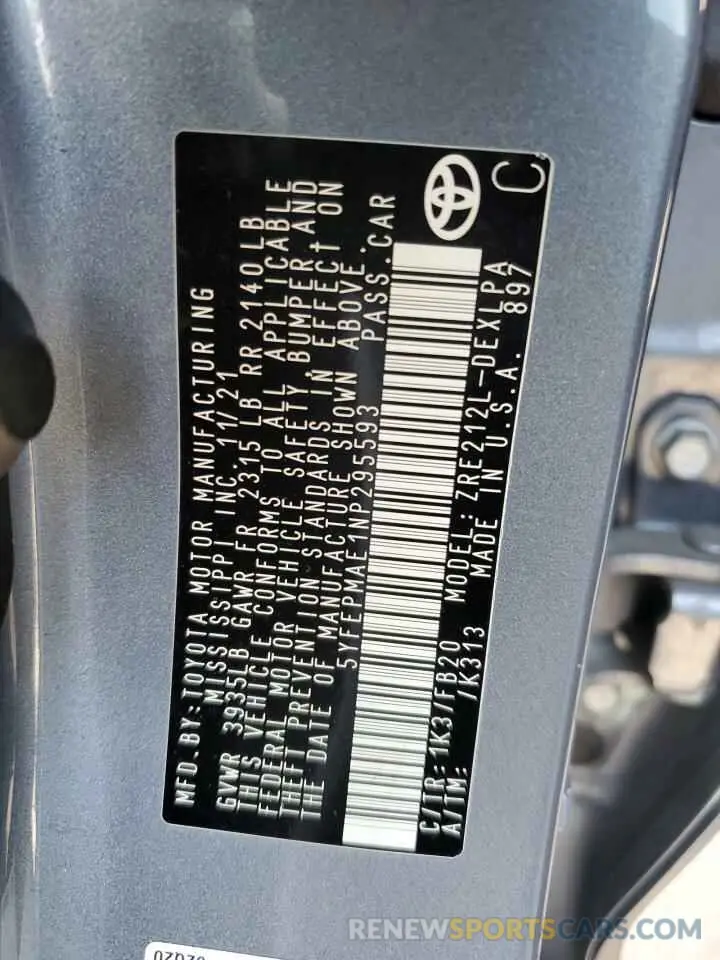 MFD.BY:TOYOTA MOTOR MANUFACTURING
MISSISSIPPI INC. 11/21
GVWR 3935LB GAWR FR 2315 LB RR 2140 LB
THIS VEHICLE CONFORMS TO ALL APPLICABLE
FEDERAL MOTOR VEHICLE SAFETY, BUMPER, AND
THEFT PREVENTION STANDARDS IN EFFECT ON
THE DATE OF MANUFACTURE SHOWN ABOVE.
5YFEPMAE1NP295593 PASS.CAR
C/TR: 1K3/FB20 MODEL: ZRE212L-DEXLPA
A/TM: /K313 MADE IN U.S.A. 897
C
RENEWSPORTSCARS.COM